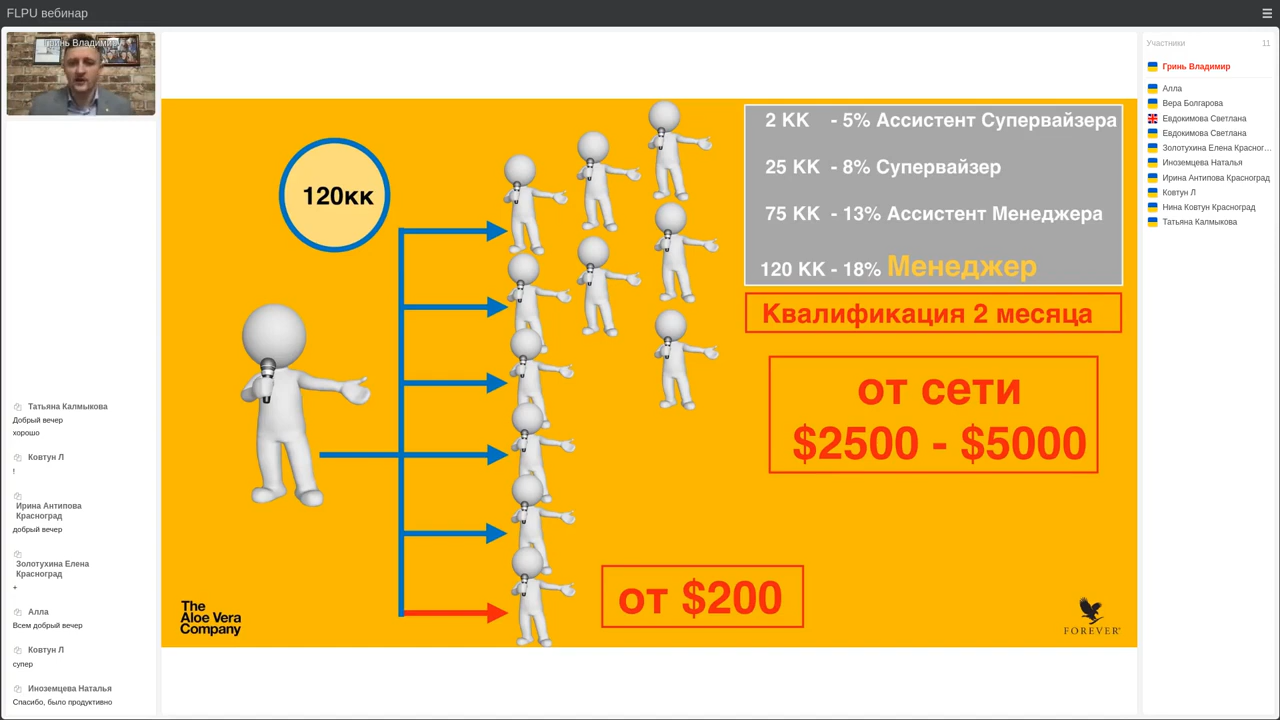 FLPU вебинар
Гринь Владимир
Татьяна Калмыкова
Добрый вечер
хорошо
Ковтун Л
!
Ирина Антипова
Красноград
добрый вечер
Золотухина Елена
Красноград
+
Алла
Всем добрый вечер
Ковтун Л
супер
Иноземцева Наталья
Спасибо, было продуктивно
120кк
2 КК - 5% Ассистент Супервайзера
25 КК - 8% Супервайзер
75 КК - 13% Ассистент Менеджера
120 КК - 18% Менеджер
Квалификация 2 месяца
от сети
$2500 - $5000
от $200
The
Aloe Vera
Company
FOREVER®
Участники 11
Гринь Владимир
Алла
Вера Болгарова
Евдокимова Светлана
Евдокимова Светлана
Золотухина Елена Красног...
Иноземцева Наталья
Ирина Антипова Красноград
Ковтун Л
Нина Ковтун Красноград
Татьяна Калмыкова